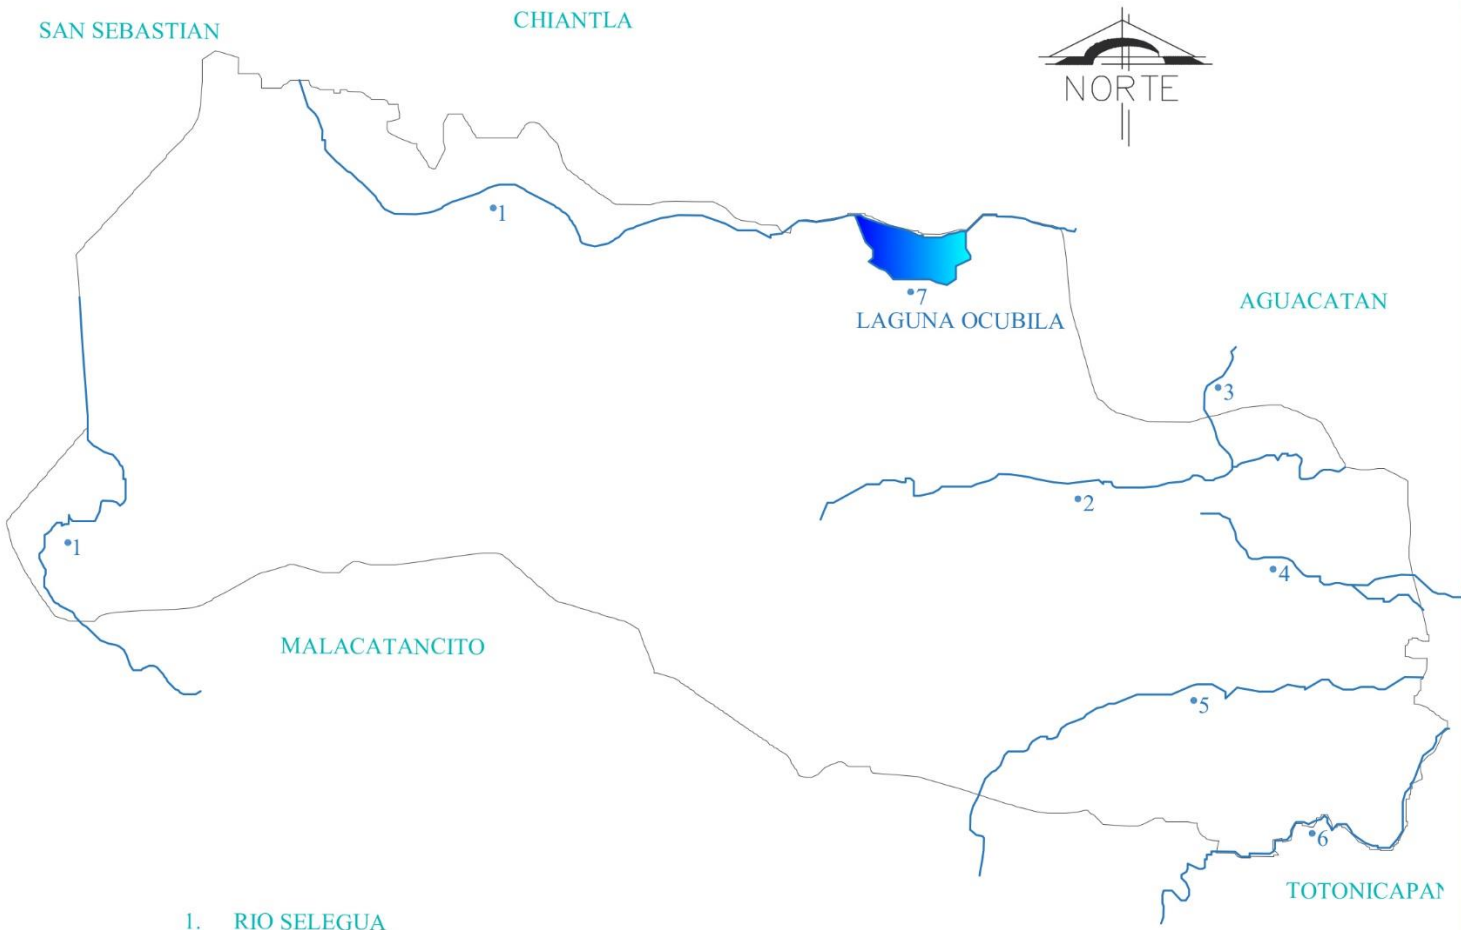 CHIANTLA
SAN SEBASTIAN
NORTE
1
7
LAGUNA OCUBILA
AGUACATAN
3
2
1
4
MALACATANCITO
5
6
TOTONICAPAN
1. RIO SELEGUA